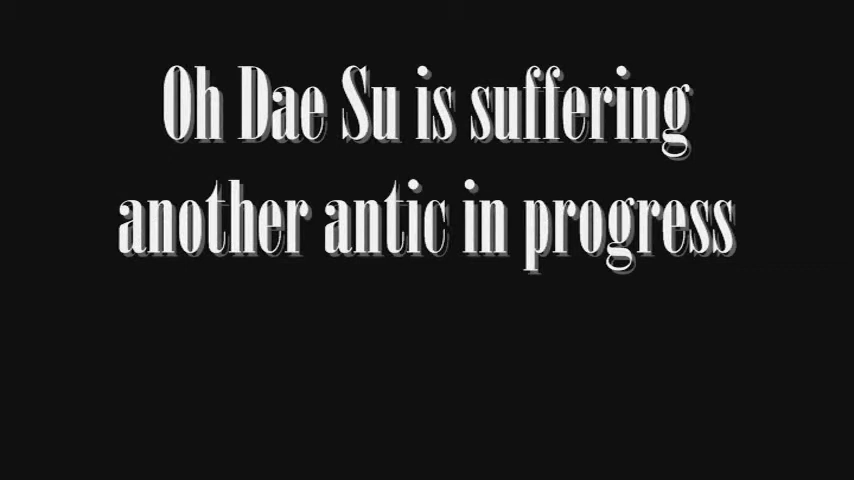 Oh Dae Su is suffering
another antic in progress